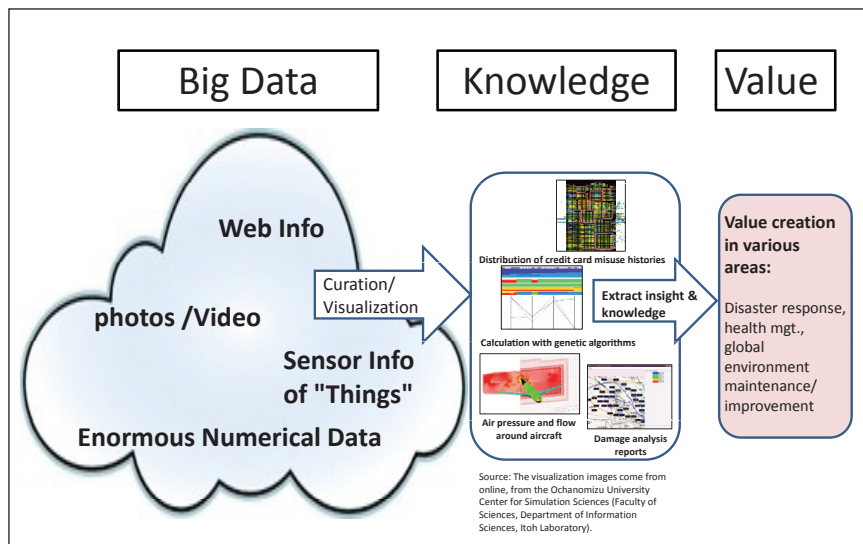 Big Data
Knowledge
Value
Web Info
photos /Video
Sensor Info
of "Things"
Enormous Numerical Data
Curation/
Visualization
Distribution of credit card misuse histories
Calculation with genetic algorithms
Air pressure and flow
around aircraft
Damage analysis
reports
Extract insight &
knowledge
Value creation
in various
areas:
Disaster response,
health mgt.,
global
environment
maintenance/
improvement
Source: The visualization images come from
online, from the Ochanomizu University
Center for Simulation Sciences (Faculty of
Sciences, Department of Information
Sciences, Itoh Laboratory).